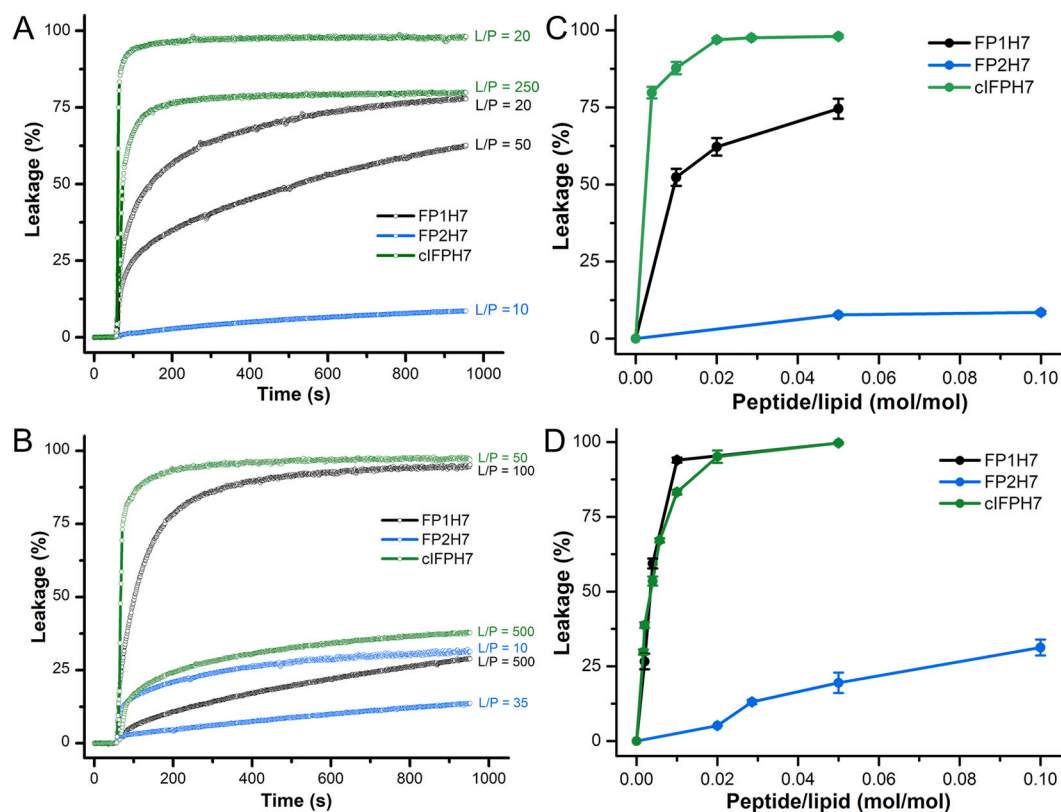 A
Leakage (%)
100
75
50
25
0
L/P = 20
L/P = 250
L/P = 20
L/P = 50
FP1H7
FP2H7
cIFPH7
L/P = 10
0 200 400 600 800 1000
Time (s)
C
Leakage (%)
100
75
50
25
0
FP1H7
FP2H7
cIFPH7
0.00 0.02 0.04 0.06 0.08 0.10
Peptide/lipid (mol/mol)
B
Leakage (%)
100
75
50
25
0
L/P = 50
L/P = 100
FP1H7
FP2H7
cIFPH7
L/P = 500
L/P = 10
L/P = 500
L/P = 35
0 200 400 600 800 1000
Time (s)
D
Leakage (%)
100
75
50
25
0
FP1H7
FP2H7
cIFPH7
0.00 0.02 0.04 0.06 0.08 0.10
Peptide/lipid (mol/mol)